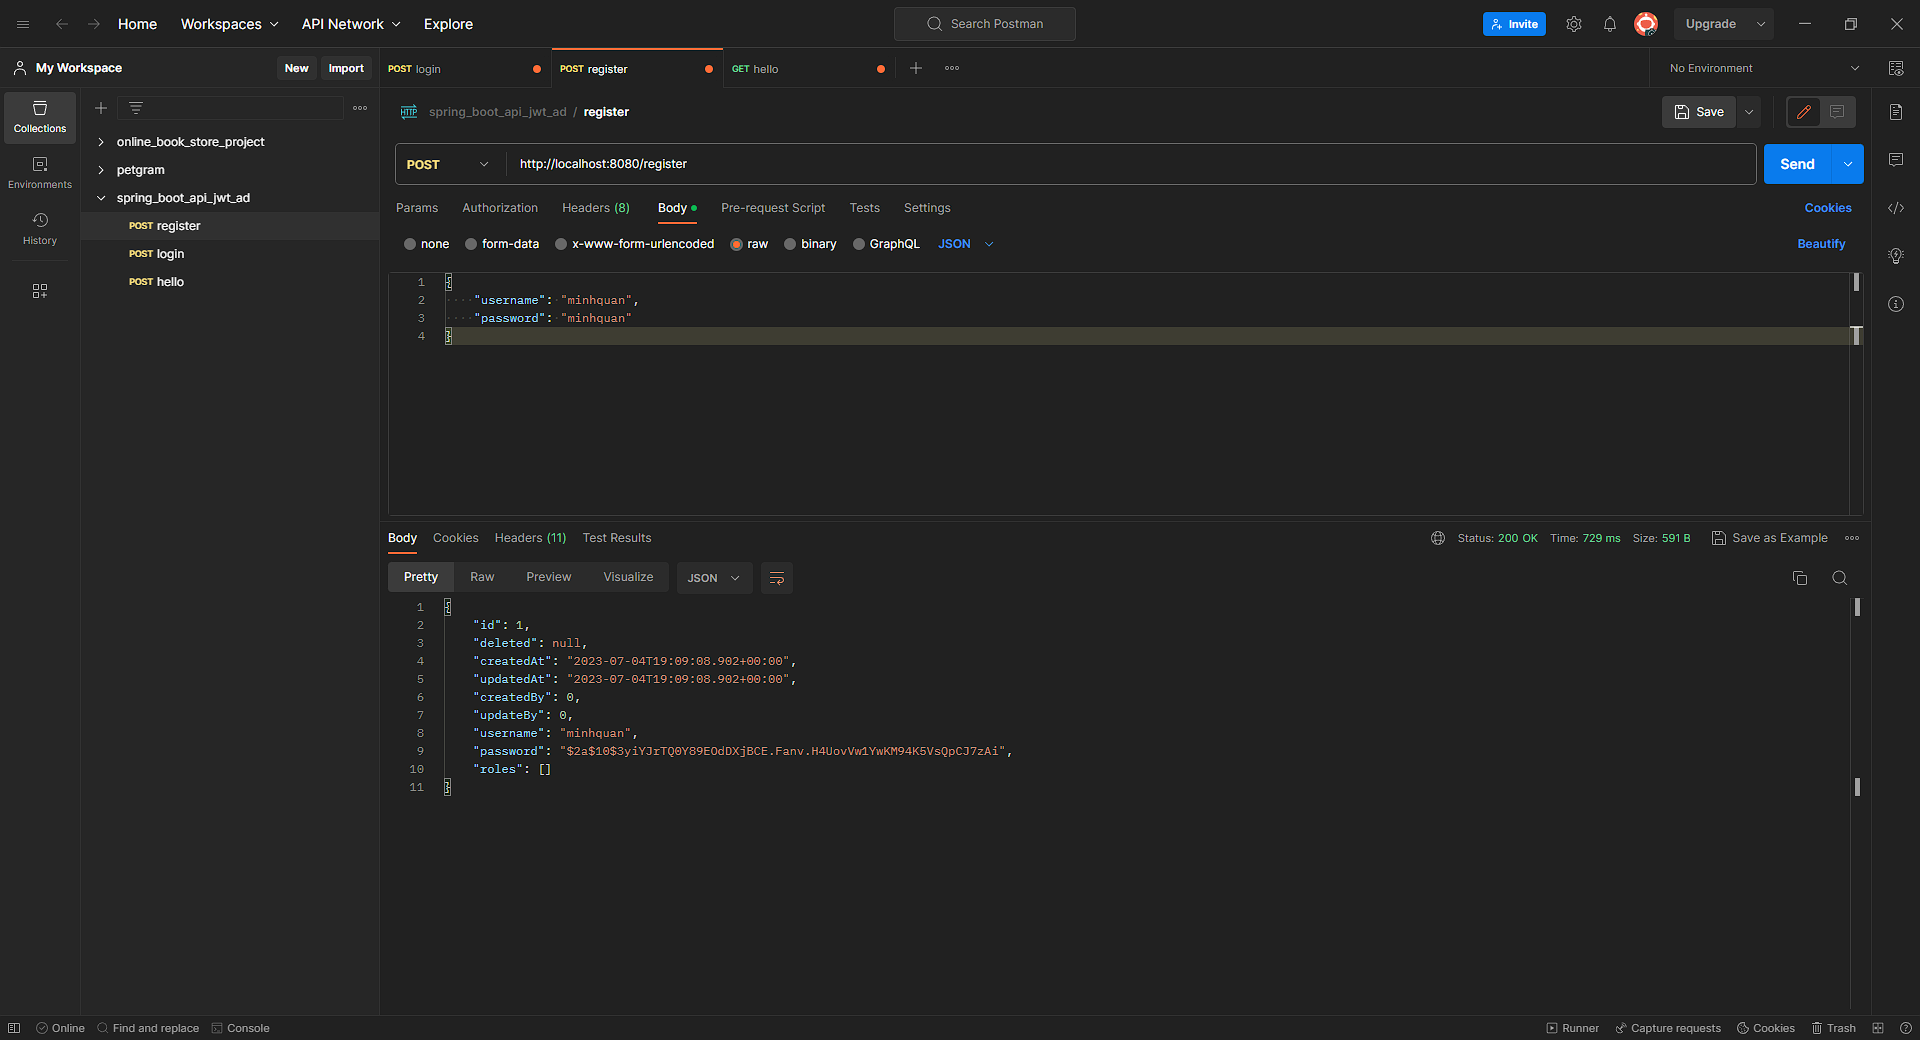 Home Workspaces API Network Explore Search Postman Invite Upgrade
My Workspace New Import POST login POST register GET hello No Environment
Collections
Environments
History
online_book_store_project
petgram
spring_boot_api_jwt_ad
POST register
POST login
POST hello
HTTP spring_boot_api_jwt_ad / register Save
POST http://localhost:8080/register Send
Params Authorization Headers (8) Body Pre-request Script Tests Settings Cookies
none form-data x-www-form-urlencoded raw binary GraphQL JSON Beautify
1 {
2 "username": "minhquan",
3 "password": "minhquan"
4 }
Body Cookies Headers (11) Test Results Status: 200 OK Time: 729 ms Size: 591 B Save as Example
Pretty Raw Preview Visualize JSON
1 {
2 "id": 1,
3 "deleted": null,
4 "createdAt": "2023-07-04T19:09:08.902+00:00",
5 "updatedAt": "2023-07-04T19:09:08.902+00:00",
6 "createdBy": 0,
7 "updateBy": 0,
8 "username": "minhquan",
9 "password": "$2a$10$3yiYJrTQ0Y89EOdDXjBCE.Fanv.H4UovVw1YwKM94K5VsQpCJ7zAi",
10 "roles": []
11 }
Online Find and replace Console Runner Capture requests Cookies Trash